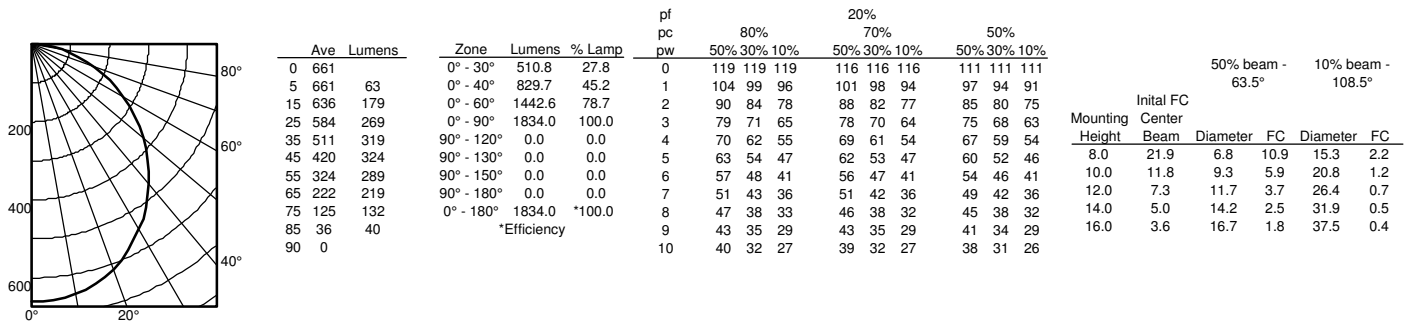 80°
60°
40°
200
400
600
0°
20°
Ave Lumens
0 661
5 661 63
15 636 179
25 584 269
35 511 319
45 420 324
55 324 289
65 222 219
75 125 132
85 36 40
90 0
Zone Lumens % Lamp
0° - 30° 510.8 27.8
0° - 40° 829.7 45.2
0° - 60° 1442.6 78.7
0° - 90° 1834.0 100.0
90° - 120° 0.0 0.0
90° - 130° 0.0 0.0
90° - 150° 0.0 0.0
90° - 180° 0.0 0.0
0° - 180° 1834.0 *100.0
*Efficiency
pf 20%
pc 80% 70% 50%
pw 50% 30% 10% 50% 30% 10% 50% 30% 10%
0 119 119 119 116 116 116 111 111 111
1 104 99 96 101 98 94 97 94 91
2 90 84 78 88 82 77 85 80 75
3 79 71 65 78 70 64 75 68 63
4 70 62 55 69 61 54 67 59 54
5 63 54 47 62 53 47 60 52 46
6 57 48 41 56 47 41 54 46 41
7 51 43 36 51 42 36 49 42 36
8 47 38 33 46 38 32 45 38 32
9 43 35 29 43 35 29 41 34 29
10 40 32 27 39 32 27 38 31 26
50% beam - 10% beam -
63.5° 108.5°
Inital FC
Mounting Center
Height Beam Diameter FC Diameter FC
8.0 21.9 6.8 10.9 15.3 2.2
10.0 11.8 9.3 5.9 20.8 1.2
12.0 7.3 11.7 3.7 26.4 0.7
14.0 5.0 14.2 2.5 31.9 0.5
16.0 3.6 16.7 1.8 37.5 0.4